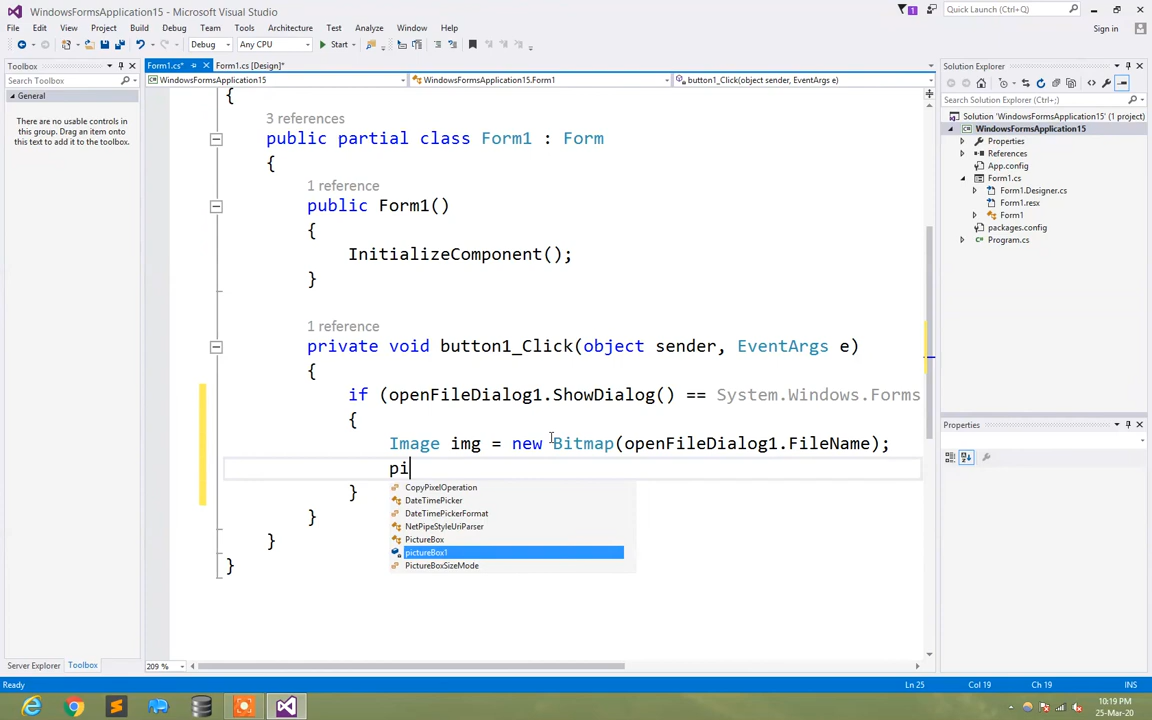 WindowsFormsApplication15 - Microsoft Visual Studio
Quick Launch (Ctrl+Q)
1
File Edit View Project Build Debug Team Tools Architecture Test Analyze Window Help
Sign in
Debug Any CPU Start
Toolbox
Search Toolbox
General
There are no usable controls in
this group. Drag an item onto
this text to add it to the toolbox.
Form1.cs* Form1.cs [Design]*
WindowsFormsApplication15 WindowsFormsApplication15.Form1 button1_Click(object sender, EventArgs e)
{
3 references
public partial class Form1 : Form
{
1 reference
public Form1()
{
InitializeComponent();
}
1 reference
private void button1_Click(object sender, EventArgs e)
{
if (openFileDialog1.ShowDialog() == System.Windows.Forms
{
Image img = new Bitmap(openFileDialog1.FileName);
pi
CopyPixelOperation
DateTimePicker
DateTimePickerFormat
NetPipeStyleUriParser
PictureBox
pictureBox1
PictureBoxSizeMode
}
}
}
}
209 %
Solution Explorer
Search Solution Explorer (Ctrl+;)
Solution 'WindowsFormsApplication15' (1 project)
WindowsFormsApplication15
Properties
References
App.config
Form1.cs
Form1.Designer.cs
Form1.resx
Form1
packages.config
Program.cs
Properties
Server Explorer Toolbox
Ready Ln 25 Col 19 Ch 19 INS
10:19 PM
25-Mar-20